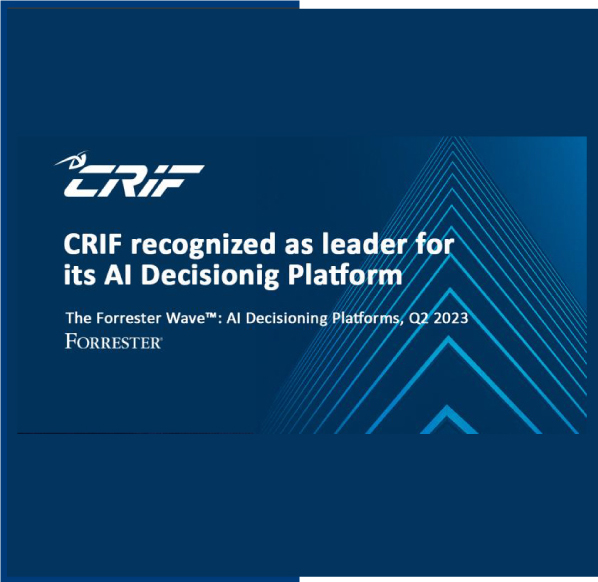 CRIF
CRIF recognized as leader for
its AI Decisionig Platform
The Forrester Wave™: AI Decisioning Platforms, Q2 2023
FORRESTER®